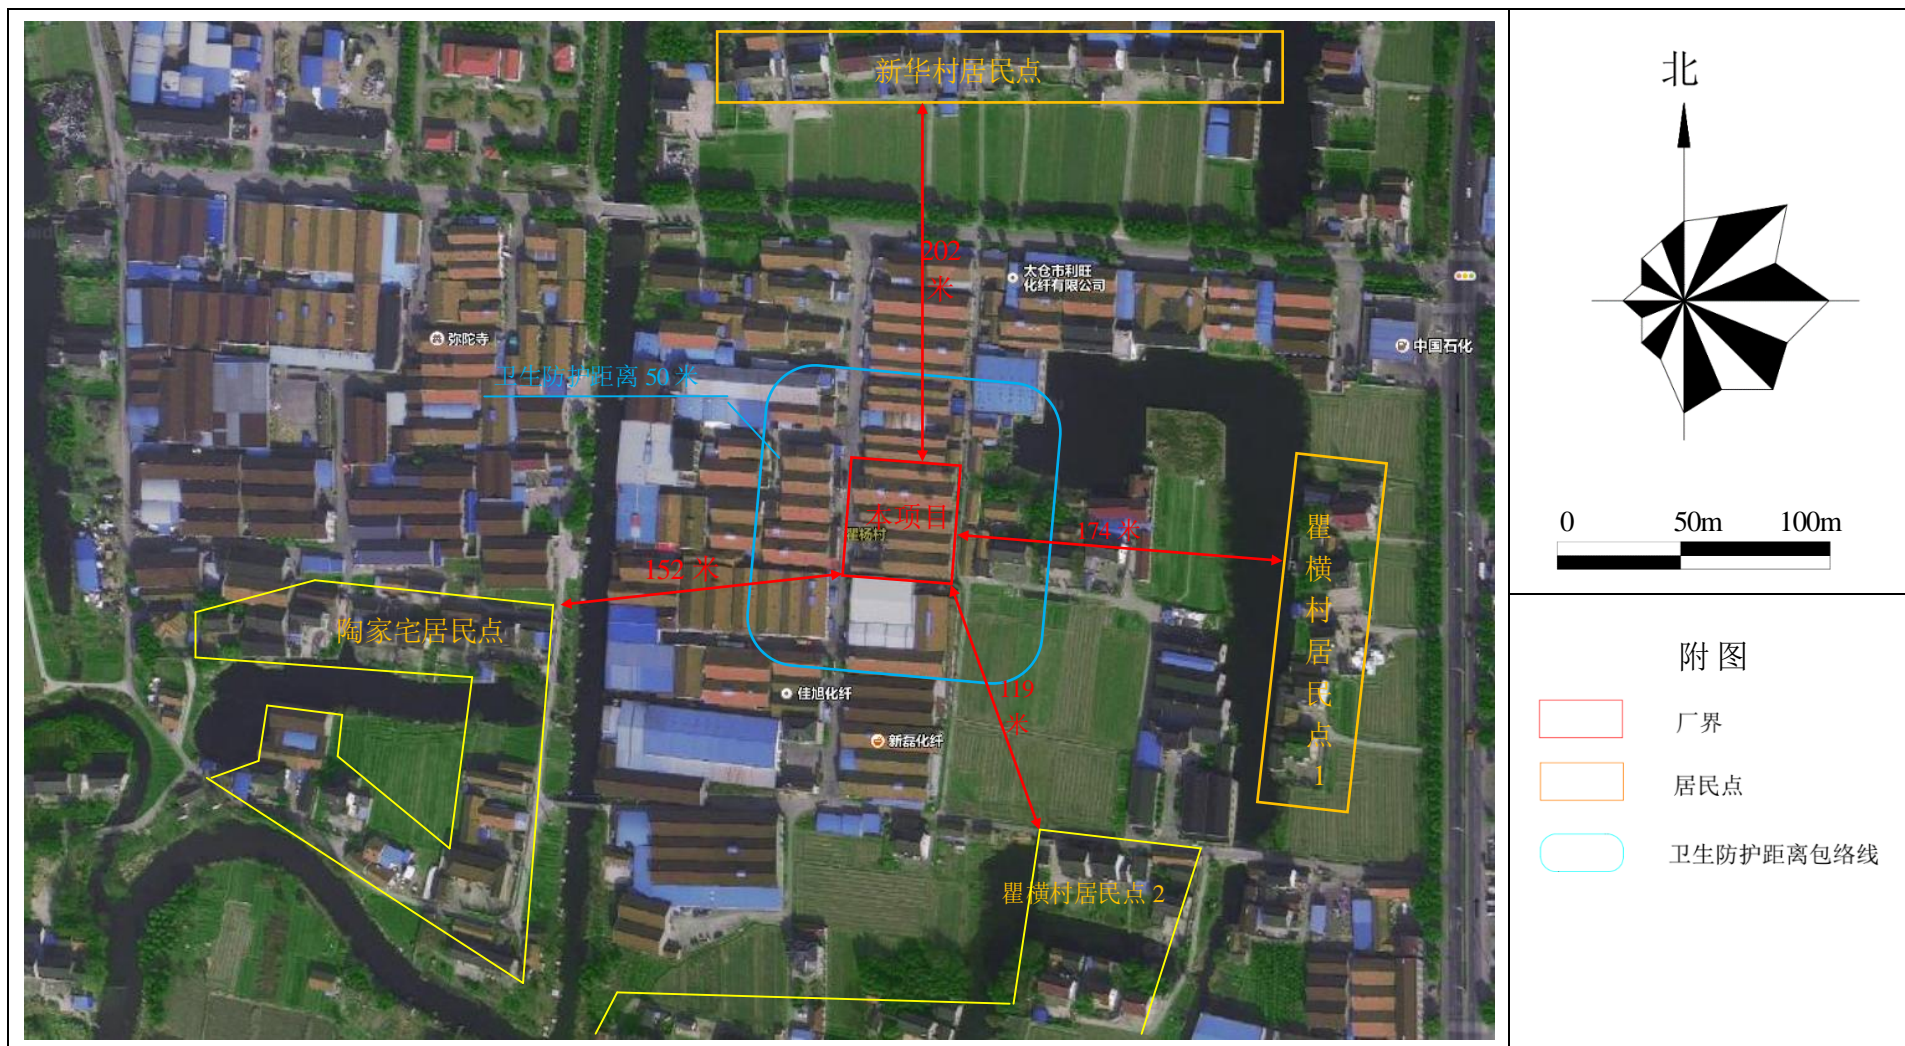 新华村居民点
北
202
米
太仓市利旺
化纤有限公司
弥陀寺
中国石化
卫生防护距离 50 米
本项目
瞿杨村
174 米
152 米
瞿横村居民点 1
陶家宅居民点
119
米
佳旭化纤
新磊化纤
瞿横村居民点 2
0 50m 100m
附 图
厂界
居民点
卫生防护距离包络线